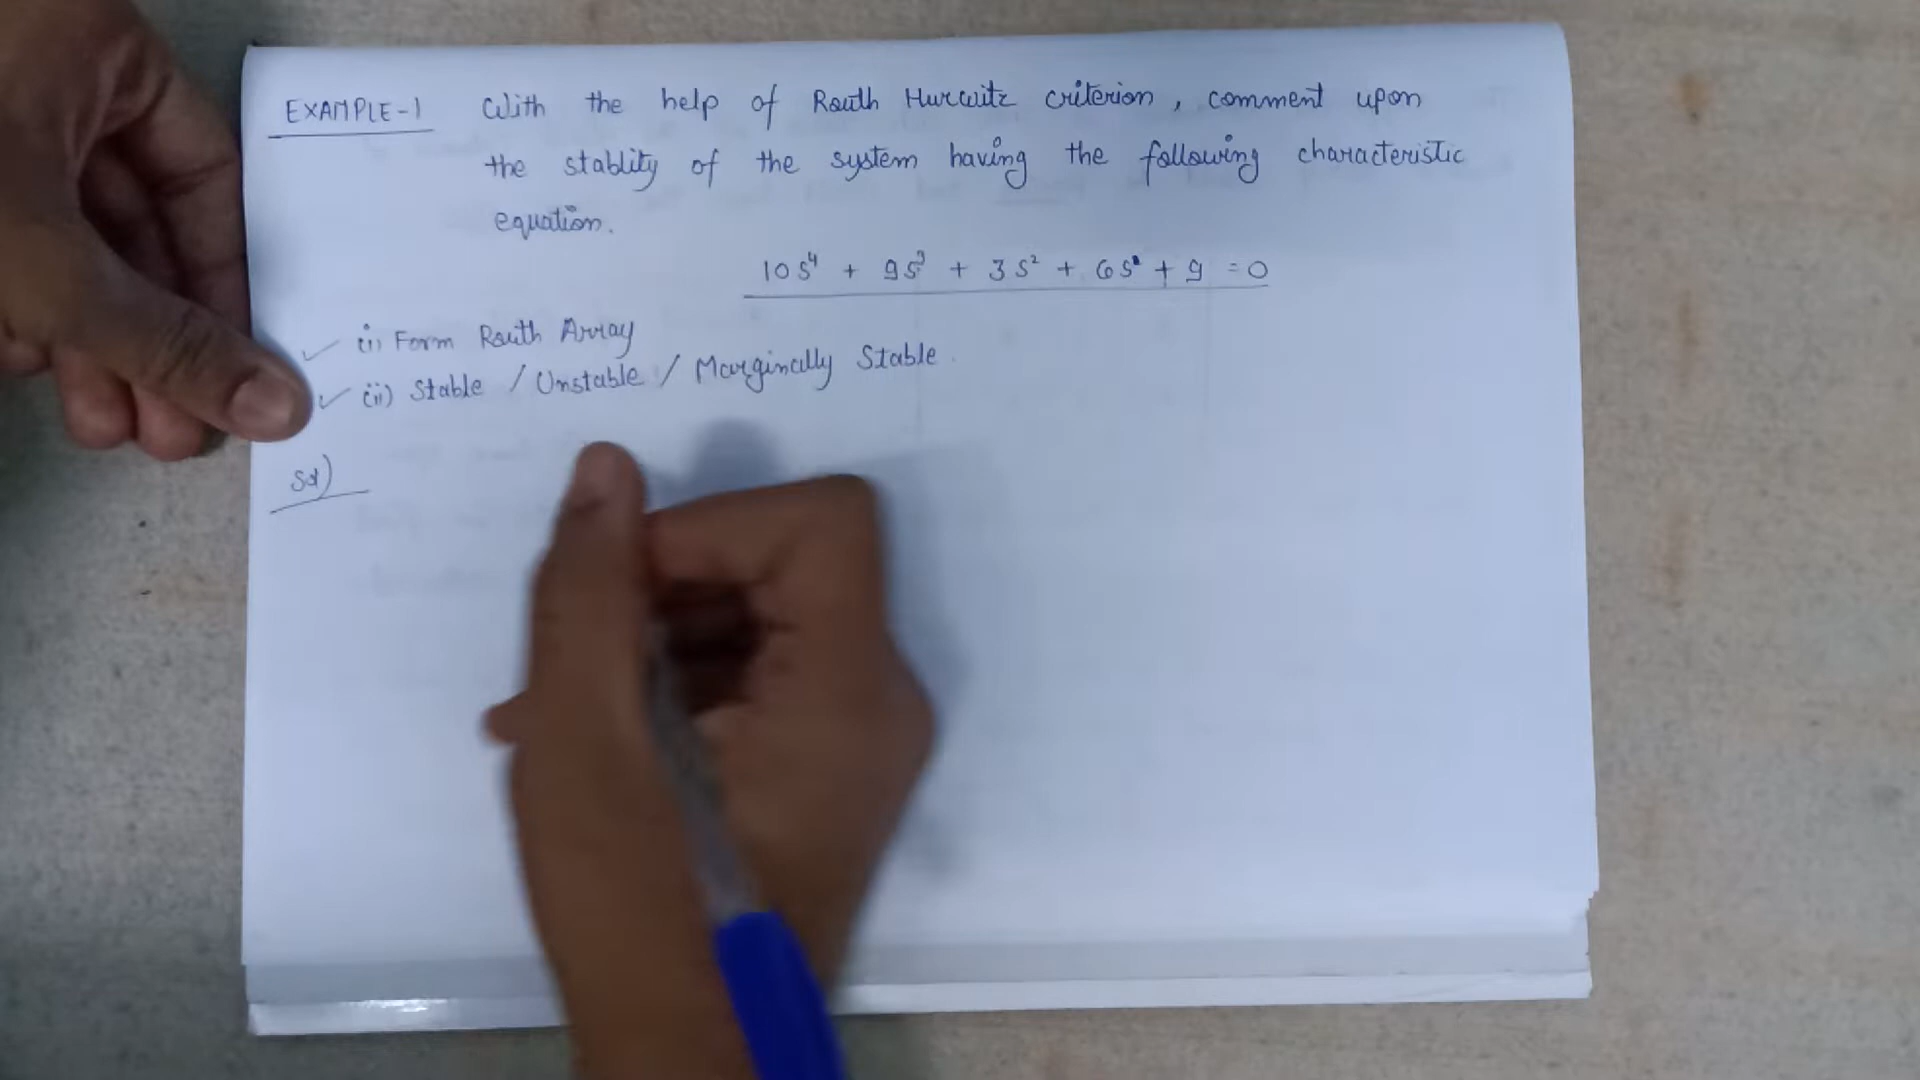 EXAMPLE-1 With the help of Routh Hurwitz criterion, comment upon
the stablity of the system having the following characteristic
equation.
10s⁴ + 9s³ + 3s² + 6s + 9 = 0
(i) Form Routh Array
(ii) Stable / Unstable / Marginally Stable.
Sol)